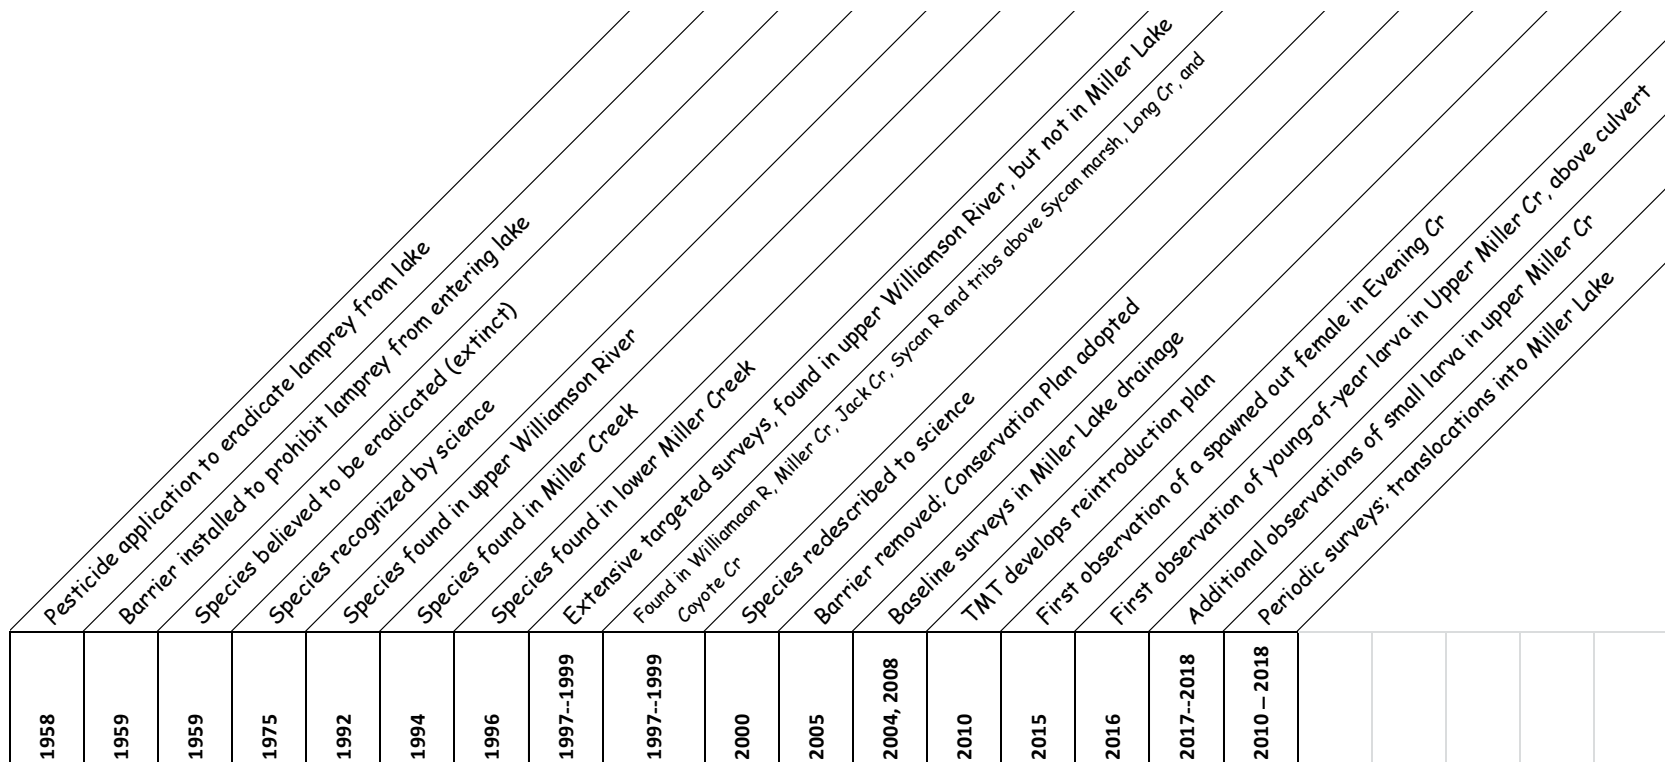 Pesticide application to eradicate lamprey from lake
Barrier installed to prohibit lamprey from entering lake
Species believed to be eradicated (extinct)
Species recognized by science
Species found in upper Williamson River
Species found in Miller Creek
Species found in lower Miller Creek
Extensive targeted surveys, found in upper Williamson River, but not in Miller Lake
Found in Williamaon R, Miller Cr, Jack Cr, Sycan R and tribs above Sycan marsh, Long Cr, and
Coyote Cr
Species redescribed to science
Barrier removed; Conservation Plan adopted
Baseline surveys in Miller Lake drainage
TMT develops reintroduction plan
First observation of a spawned out female in Evening Cr
First observation of young-of-year larva in Upper Miller Cr, above culvert
Additional observations of small larva in upper Miller Cr
Periodic surveys; translocations into Miller Lake
1958
1959
1959
1975
1992
1994
1996
1997--1999
1997--1999
2000
2005
2004, 2008
2010
2015
2016
2017--2018
2010 – 2018